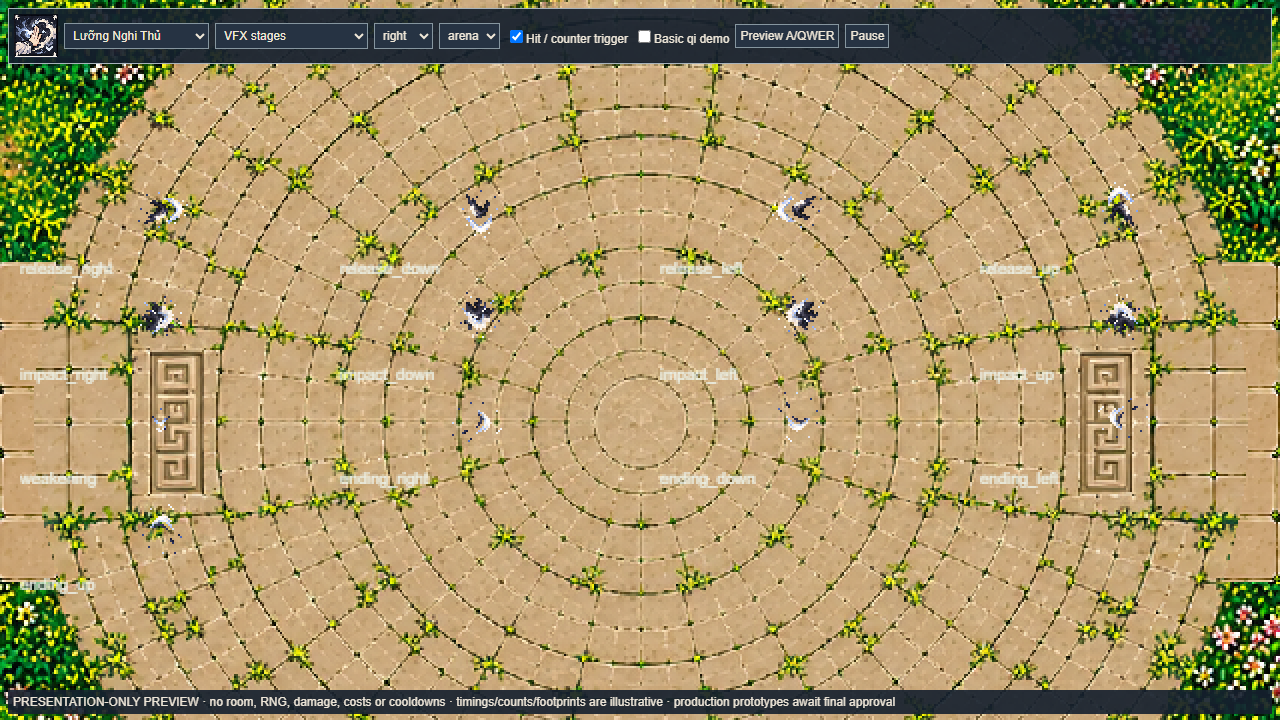 Lưỡng Nghi Thủ VFX stages right arena Hit / counter trigger Basic qi demo Preview A/QWER Pause
release_right release_down release_left release_up
impact_right impact_down impact_left impact_up
weakening ending_right ending_down ending_left
ending_up
PRESENTATION-ONLY PREVIEW · no room, RNG, damage, costs or cooldowns · timings/counts/footprints are illustrative · production prototypes await final approval